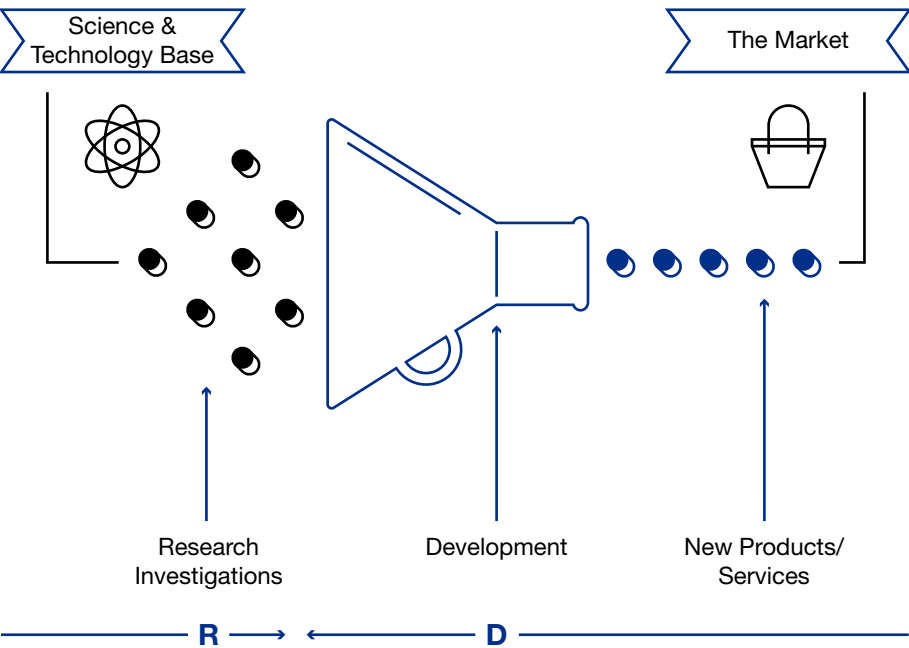 Science &
Technology Base
The Market
Research
Investigations
Development
New Products/
Services
R
D